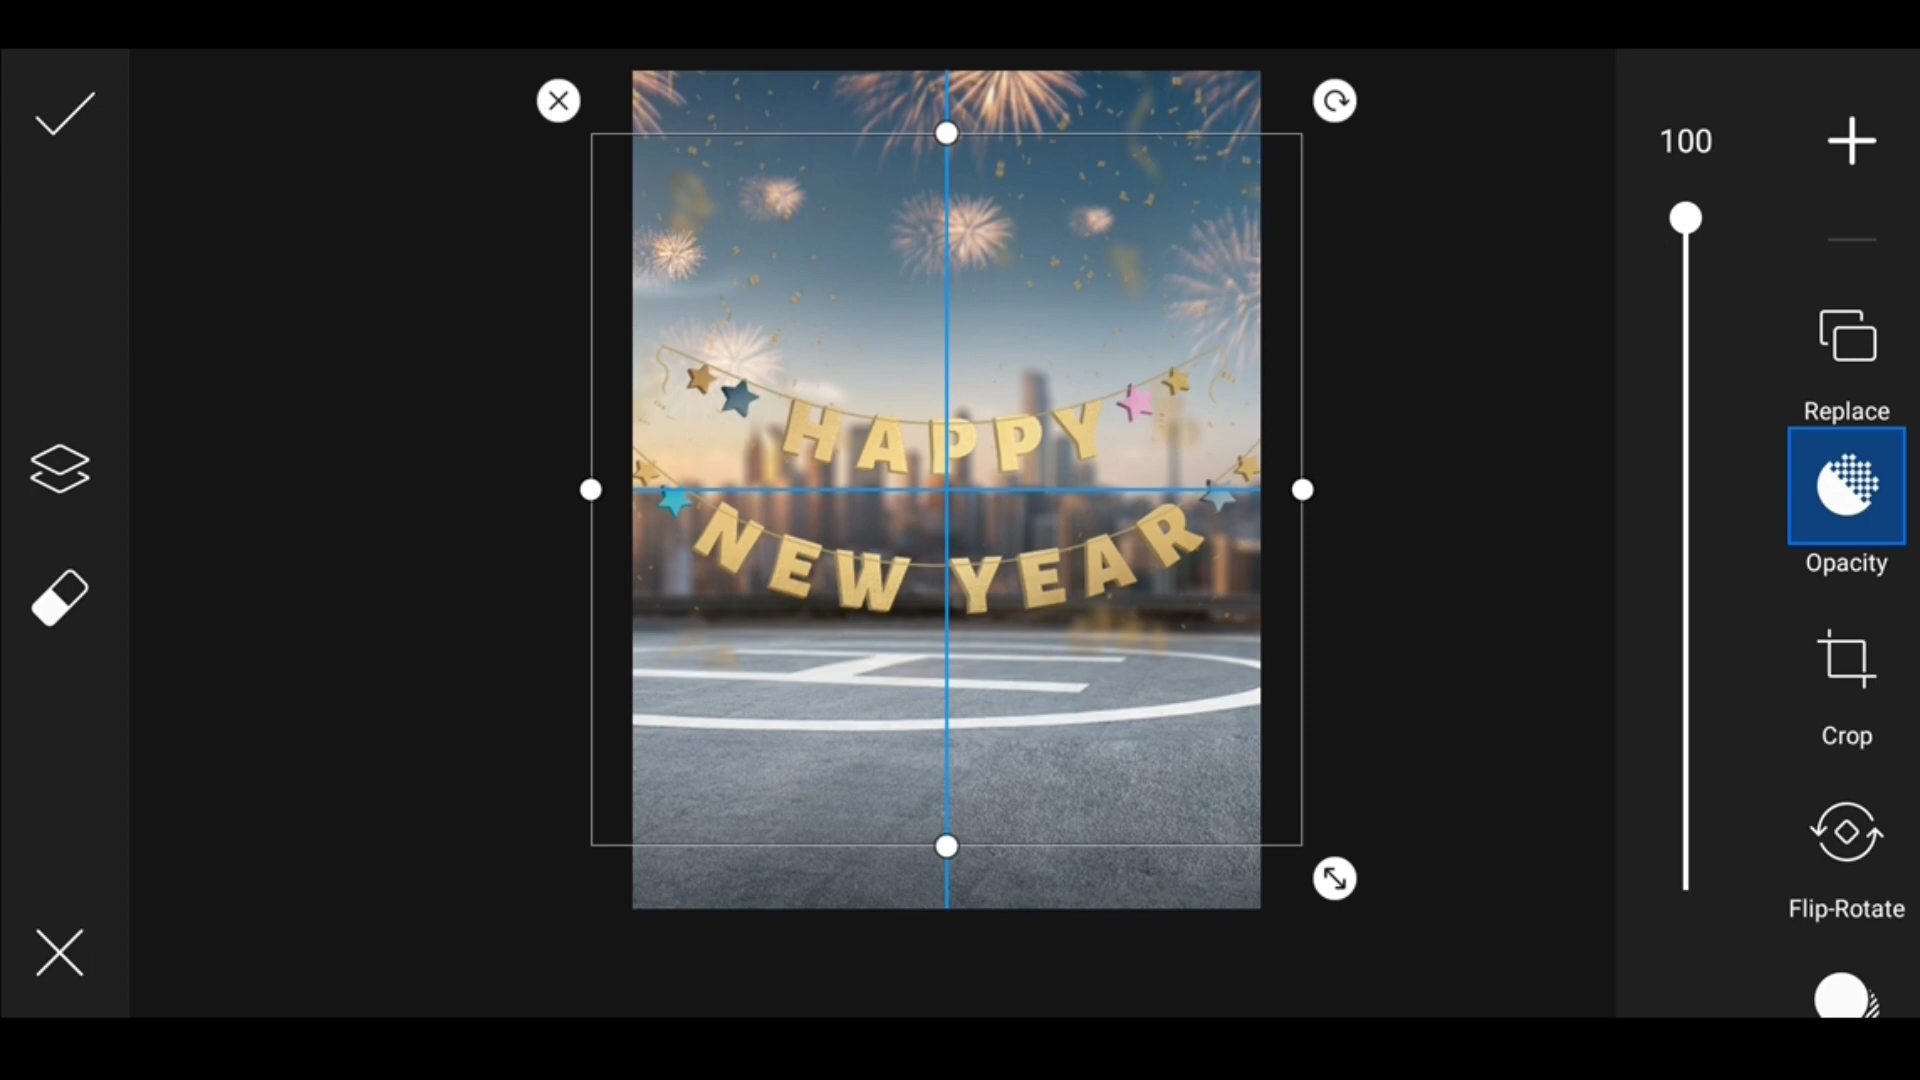 100
Replace
Opacity
Crop
Flip-Rotate
HAPPY
NEW YEAR